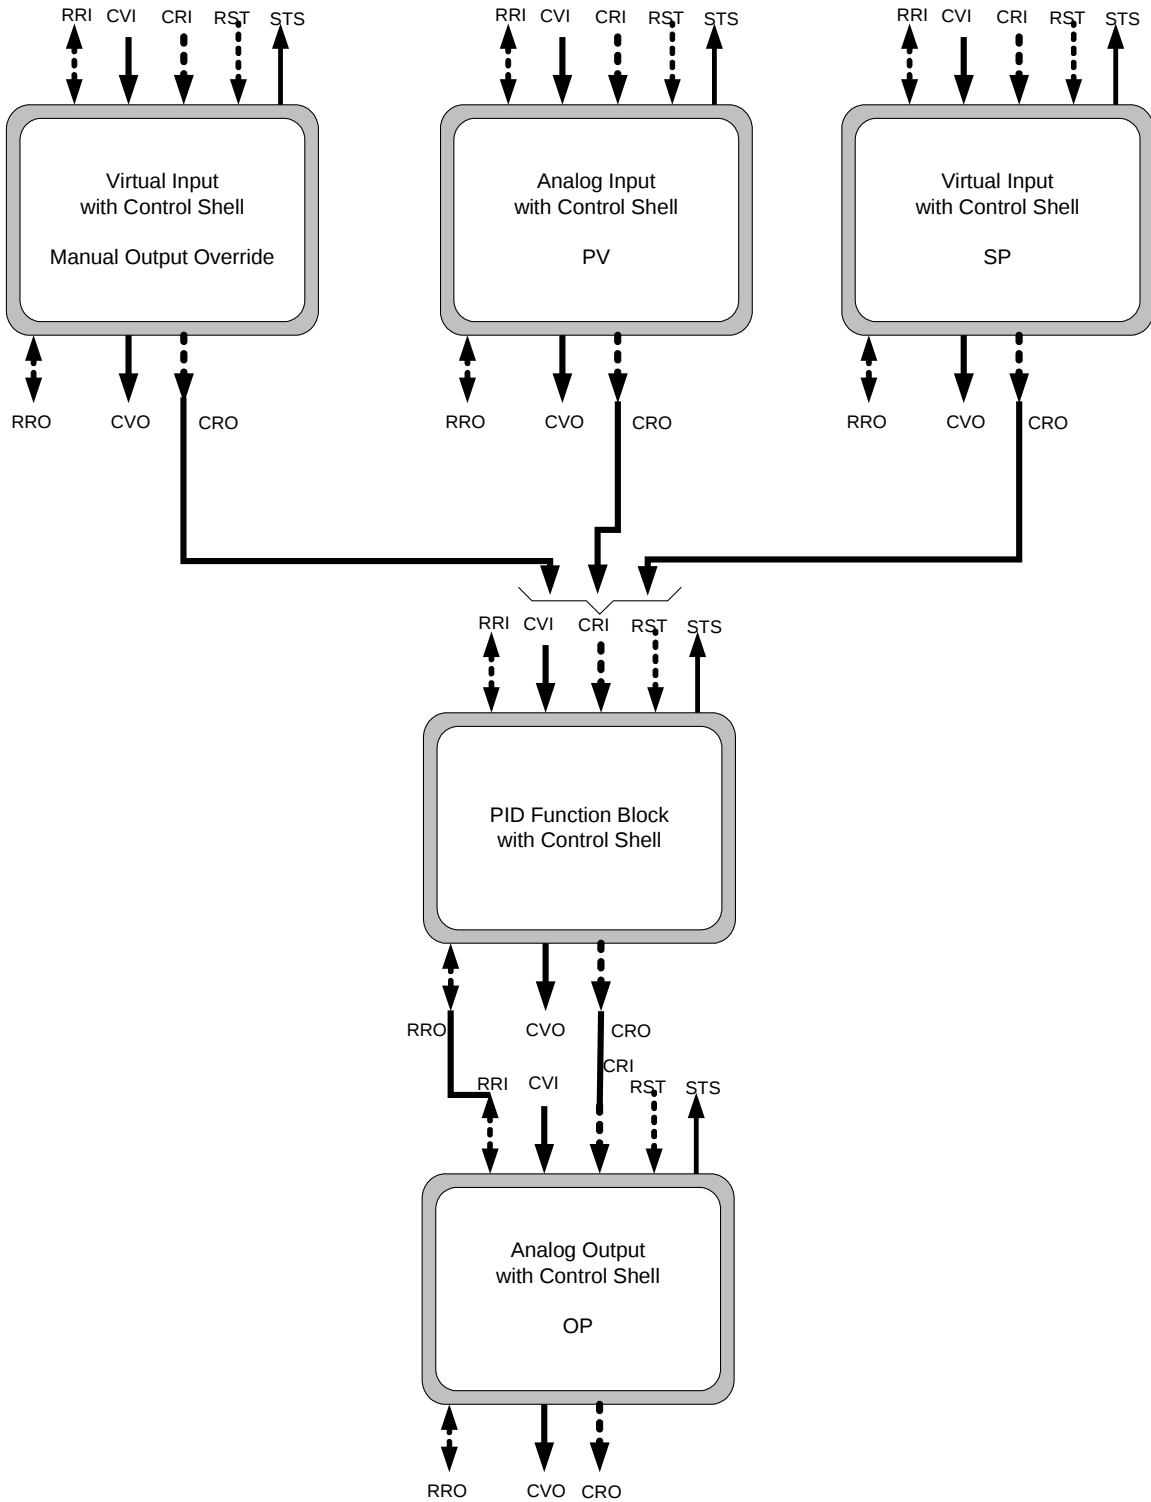 RRI CVI CRI RST STS
RRI CVI CRI RST STS
RRI CVI CRI RST STS
Virtual Input
with Control Shell
Manual Output Override
Analog Input
with Control Shell
PV
Virtual Input
with Control Shell
SP
RRO CVO CRO
RRO CVO CRO
RRO CVO CRO
RRI CVI CRI RST STS
PID Function Block
with Control Shell
RRO CVO CRO
RRI CVI CRI RST STS
Analog Output
with Control Shell
OP
RRO CVO CRO